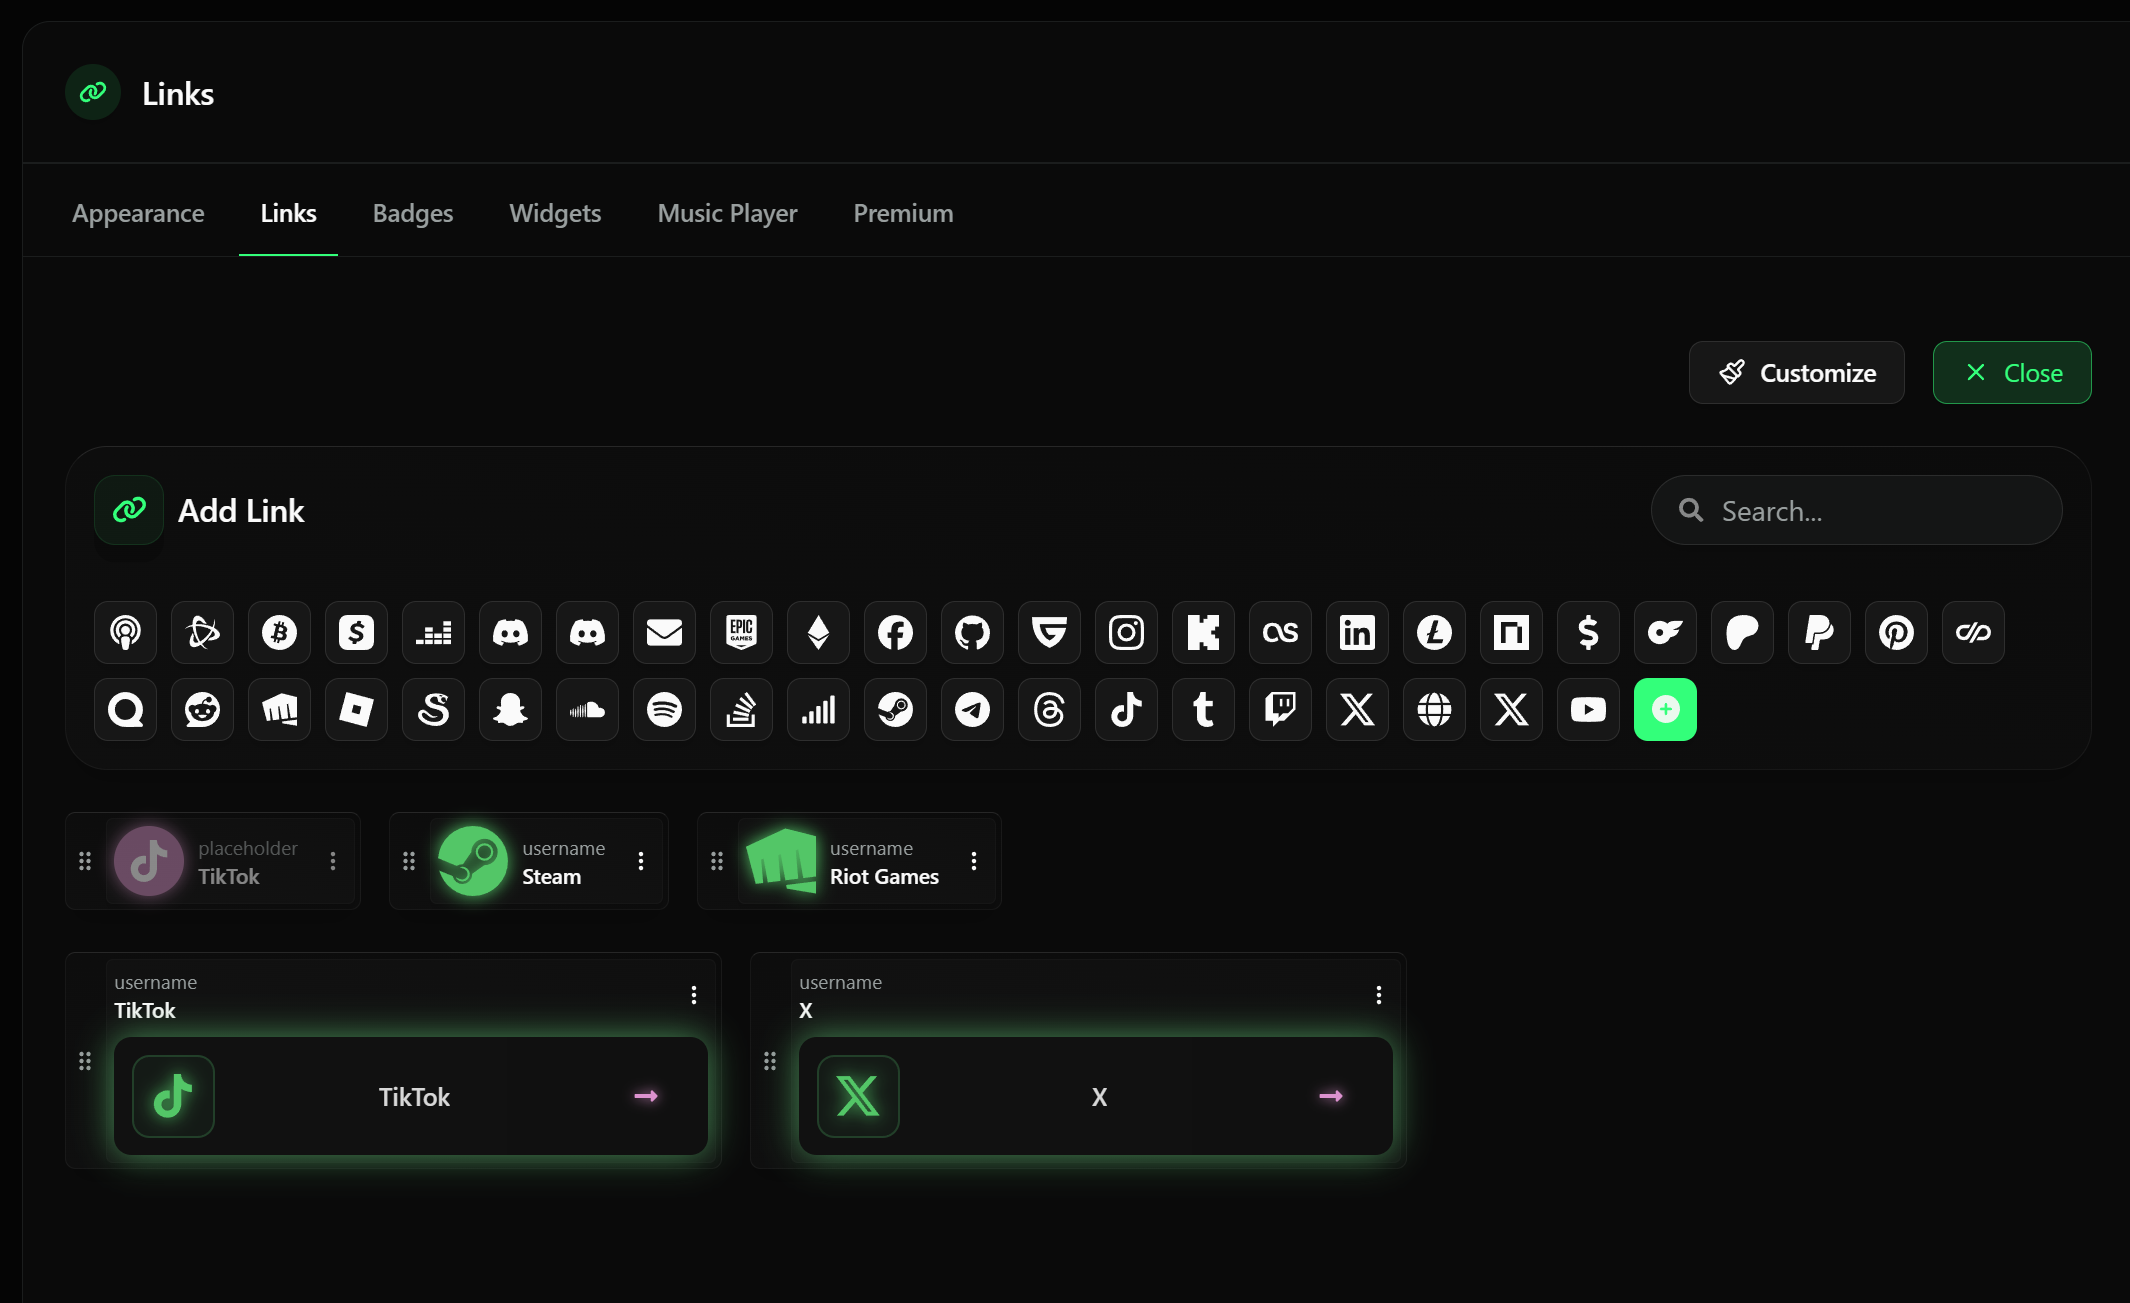 Links
Appearance
Links
Badges
Widgets
Music Player
Premium
Customize
Close
Add Link
Search...
EPIC
GAMES
placeholder
TikTok
username
Steam
username
Riot Games
username
TikTok
TikTok
username
X
X